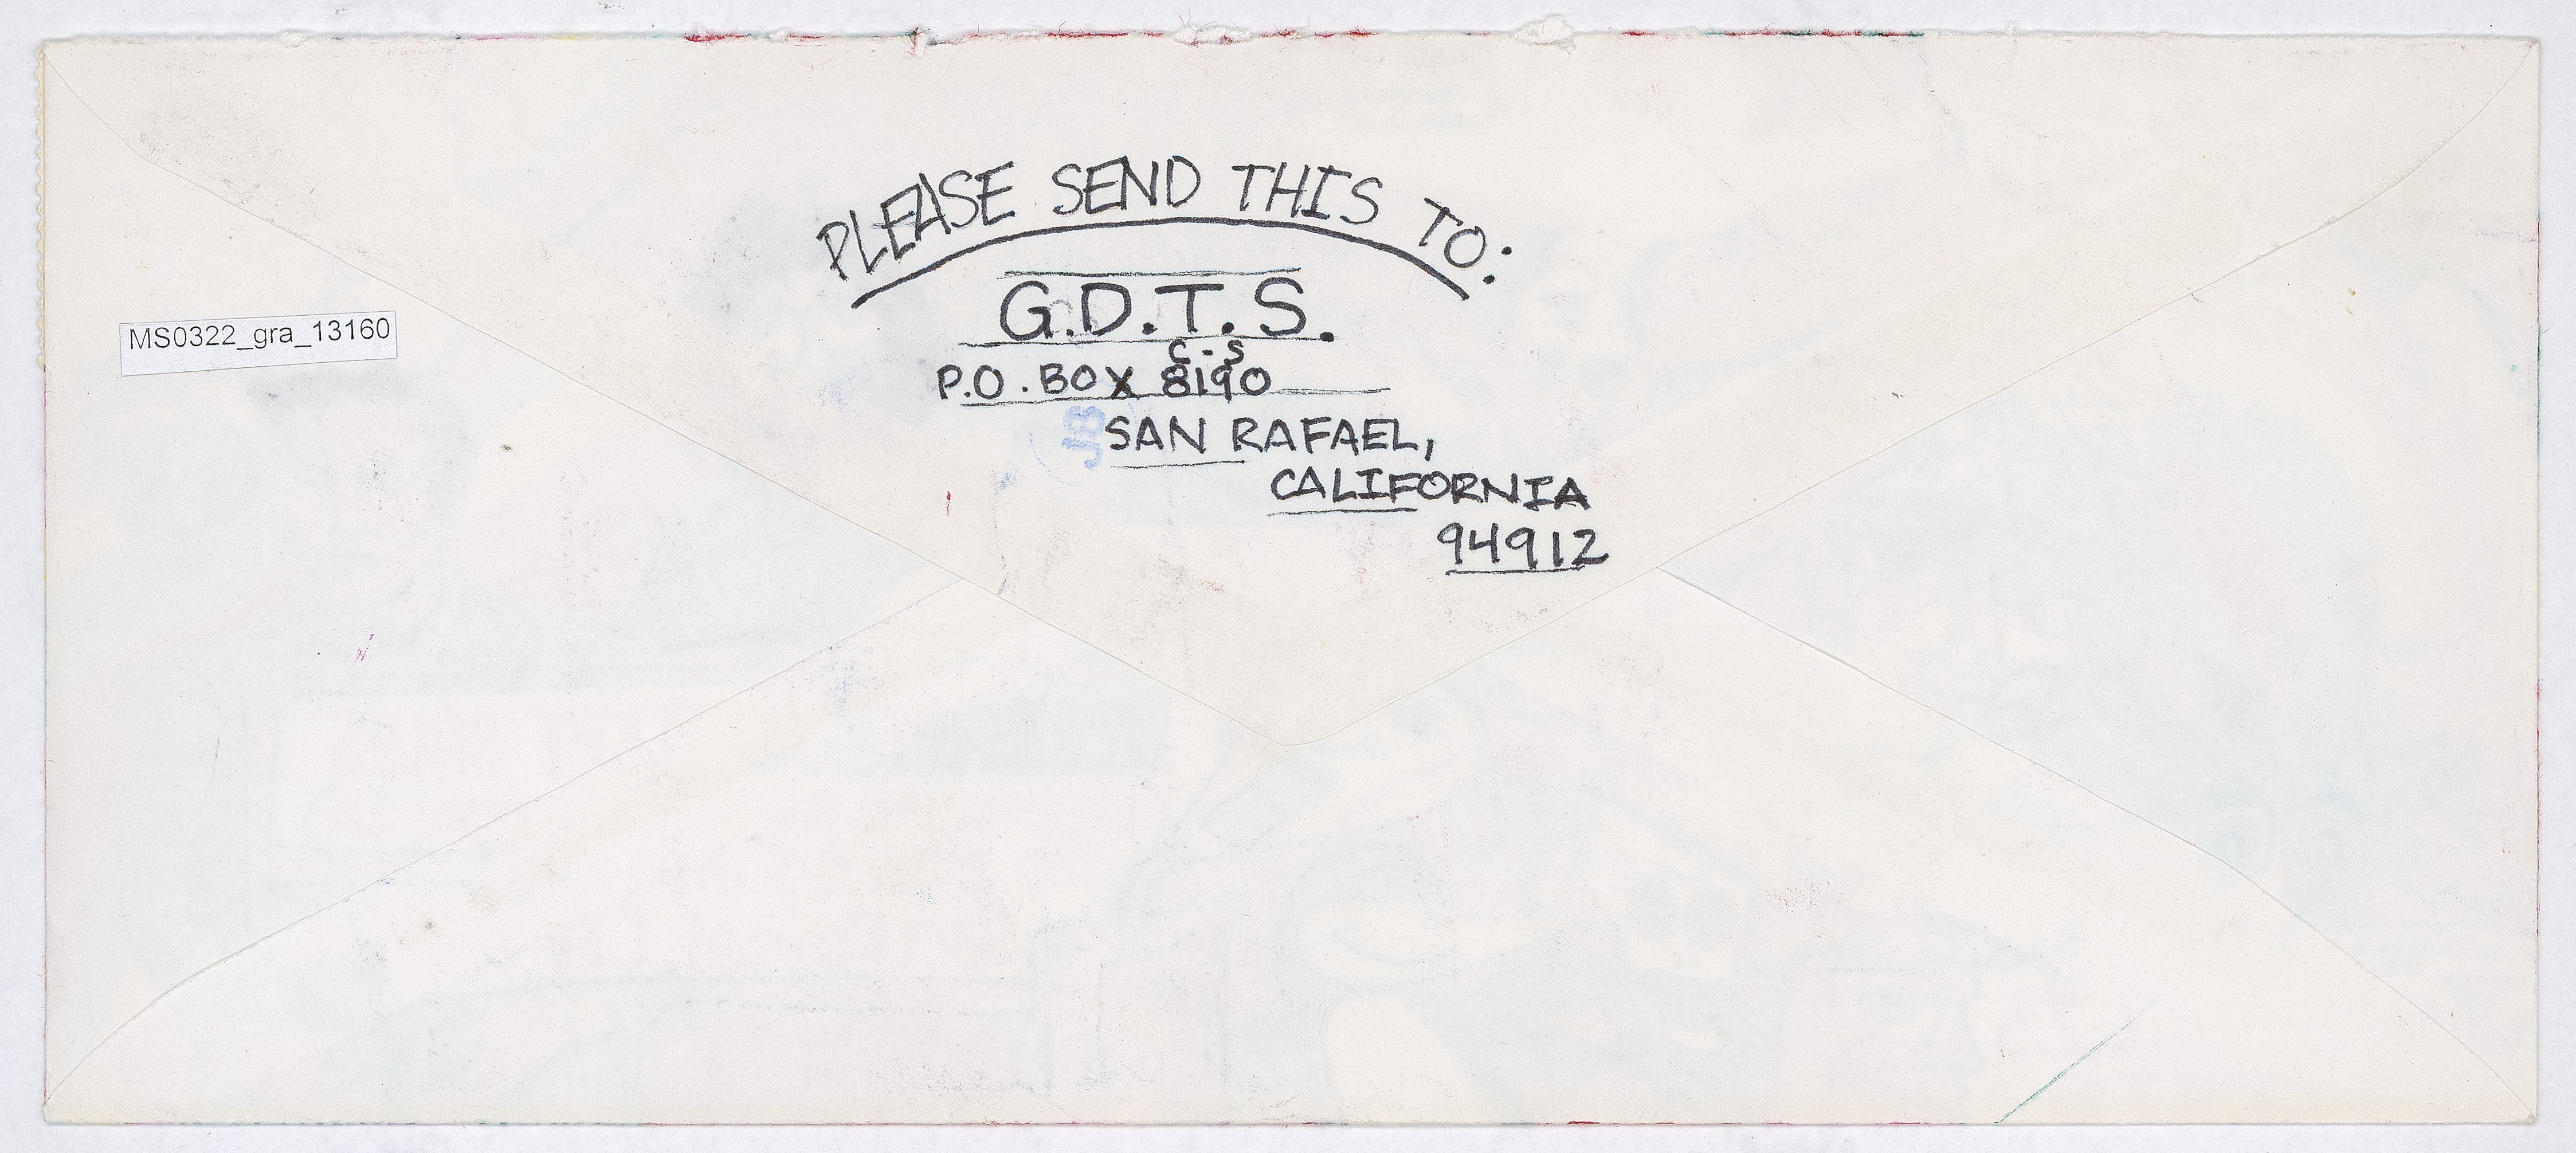 PLEASE SEND THIS TO:
G.D.T.S.
C-S
P.O. BOX 8190
SAN RAFAEL,
CALIFORNIA
94912
MS0322_gra_13160
JB